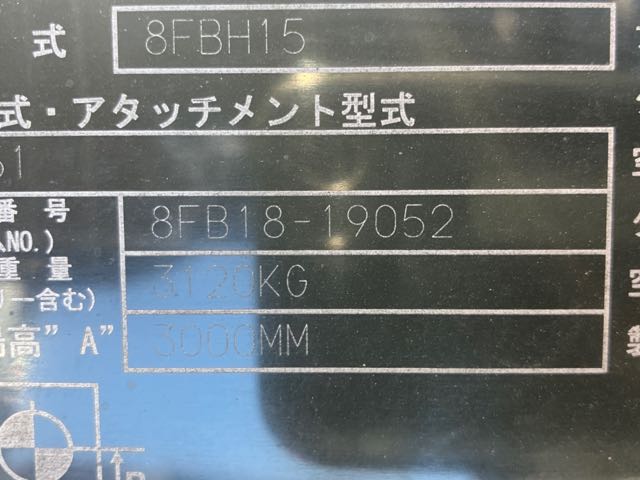 式 8FBH15
式・アタッチメント型式
番号 8FB18-19052
NO.)
重量 3120KG
リー含む)
高"A" 3000MM